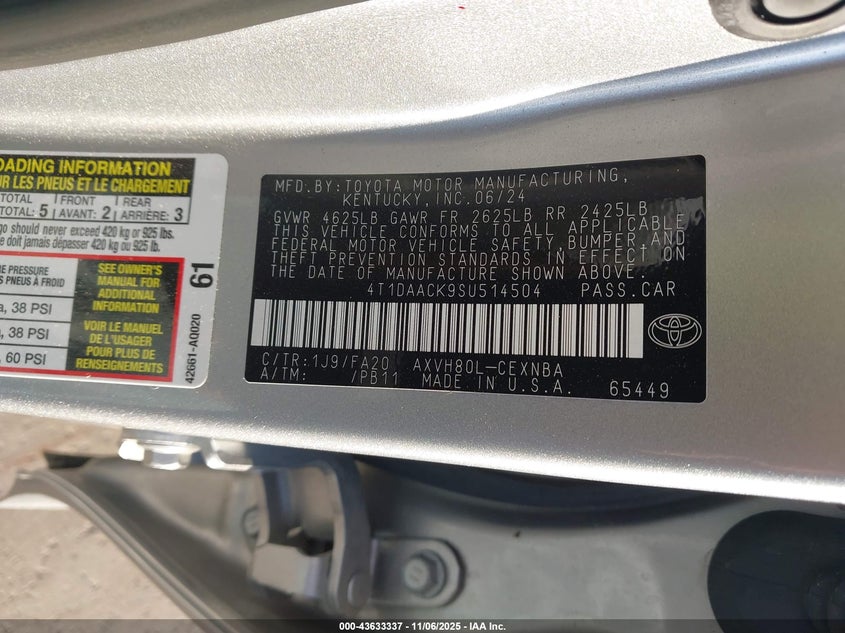 OADING INFORMATION
UR LES PNEUS ET LE CHARGEMENT
TOTAL FRONT REAR
TOTAL: 5 AVANT: 2 ARRIÈRE: 3
go should never exceed 420 kg or 925 lbs.
e doit jamais dépasser 420 kg ou 925 lb.
E PRESSURE
PNEUS À FROID
, 38 PSI
, 38 PSI
, 60 PSI
SEE OWNER'S
MANUAL FOR
ADDITIONAL
INFORMATION
VOIR LE MANUEL
DE L'USAGER
POUR PLUS DE
RENSEIGNEMENTS
42661-A0020 61
MFD.BY:TOYOTA MOTOR MANUFACTURING,
KENTUCKY,INC.06/24
GVWR 4625LB GAWR FR 2625LB RR 2425LB
THIS VEHICLE CONFORMS TO ALL APPLICABLE
FEDERAL MOTOR VEHICLE SAFETY,BUMPER,AND
THEFT PREVENTION STANDARDS IN EFFECT ON
THE DATE OF MANUFACTURE SHOWN ABOVE.
4T1DAACK9SU514504 PASS.CAR
C/TR:1J9/FA20 AXVH80L-CEXNBA
A/TM: /PB11 MADE IN U.S.A. 65449
000-43633337 - 11/06/2025 - IAA Inc.